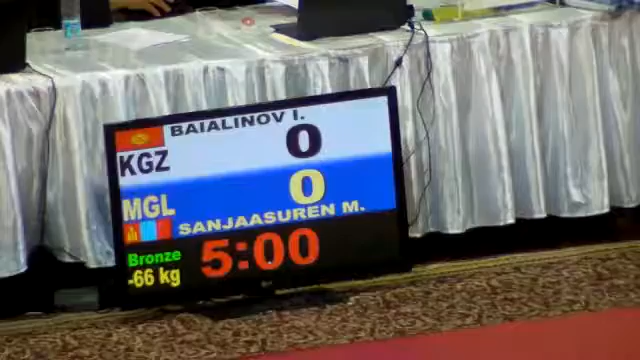 BAIALINOV I.
KGZ
0
MGL
0
SANJAASUREN M.
Bronze
-66 kg
5:00